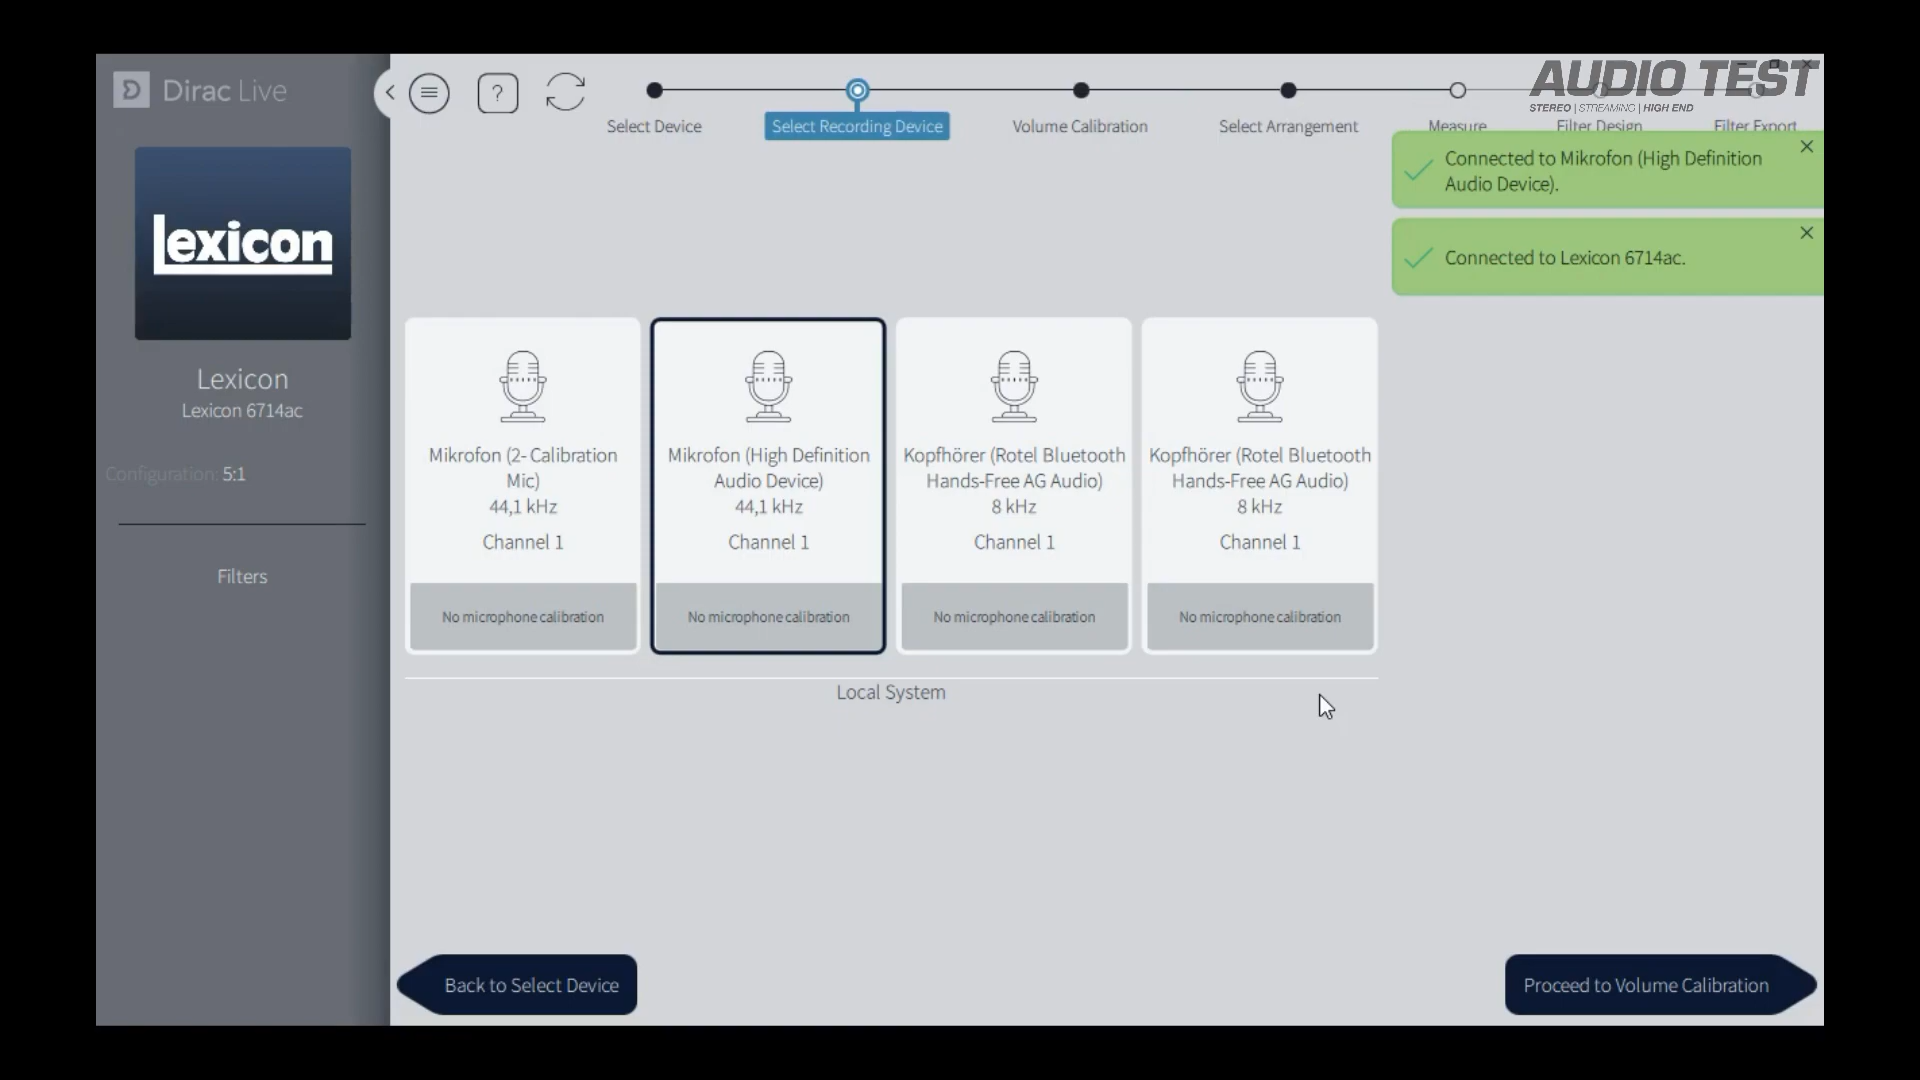 Dirac Live
AUDIO TEST
STEREO | STREAMING | HIGH END
?
Select Device
Select Recording Device
Volume Calibration
Select Arrangement
Measure
Filter Design
Filter Export
Connected to Mikrofon (High Definition
Audio Device).
Connected to Lexicon 6714ac.
lexicon
Lexicon
Lexicon 6714ac
Configuration: 5:1
Filters
Mikrofon (2- Calibration
Mic)
44,1 kHz
Channel 1
No microphone calibration
Mikrofon (High Definition
Audio Device)
44,1 kHz
Channel 1
No microphone calibration
Kopfhörer (Rotel Bluetooth
Hands-Free AG Audio)
8 kHz
Channel 1
No microphone calibration
Kopfhörer (Rotel Bluetooth
Hands-Free AG Audio)
8 kHz
Channel 1
No microphone calibration
Local System
Back to Select Device
Proceed to Volume Calibration